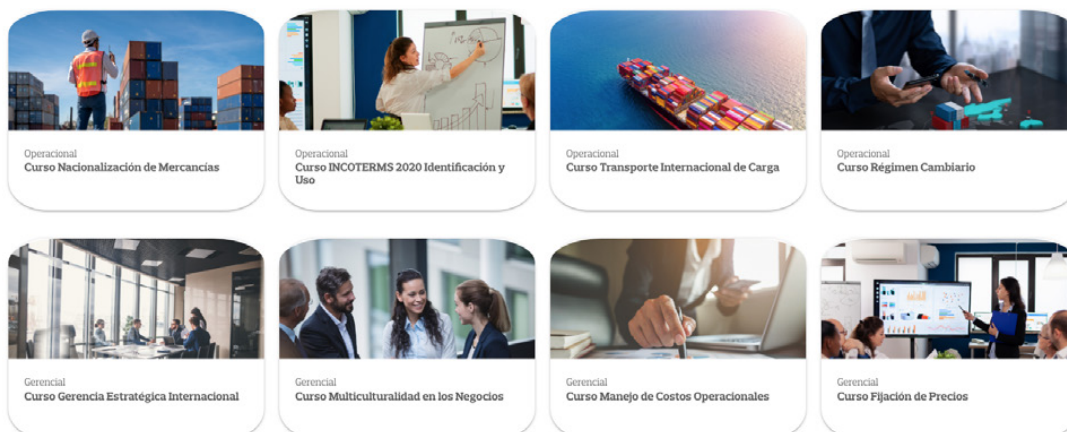 Operacional
Curso Nacionalización de Mercancías
Operacional
Curso INCOTERMS 2020 Identificación y
Uso
Operacional
Curso Transporte Internacional de Carga
Operacional
Curso Régimen Cambiario
Gerencial
Curso Gerencia Estratégica Internacional
Gerencial
Curso Multiculturalidad en los Negocios
Gerencial
Curso Manejo de Costos Operacionales
Gerencial
Curso Fijación de Precios